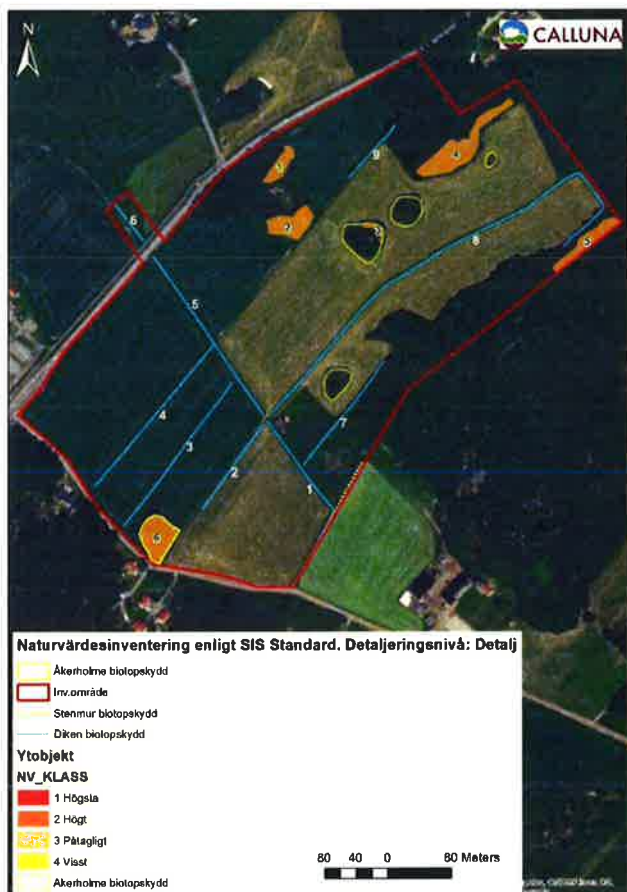 N
CALLUNA
9
6
8
5
7
4
3
2
1
Naturvärdesinventering enligt SIS Standard. Detaljeringsnivå: Detalj
Åkerholme biotopskydd
Inv.område
Stenmur biotopskydd
Diken biotopskydd
Ytobjekt
NV_KLASS
1 Högsta
2 Högt
3 Påtagligt
4 Visst
Åkerholme biotopskydd
80 40 0 80 Meters